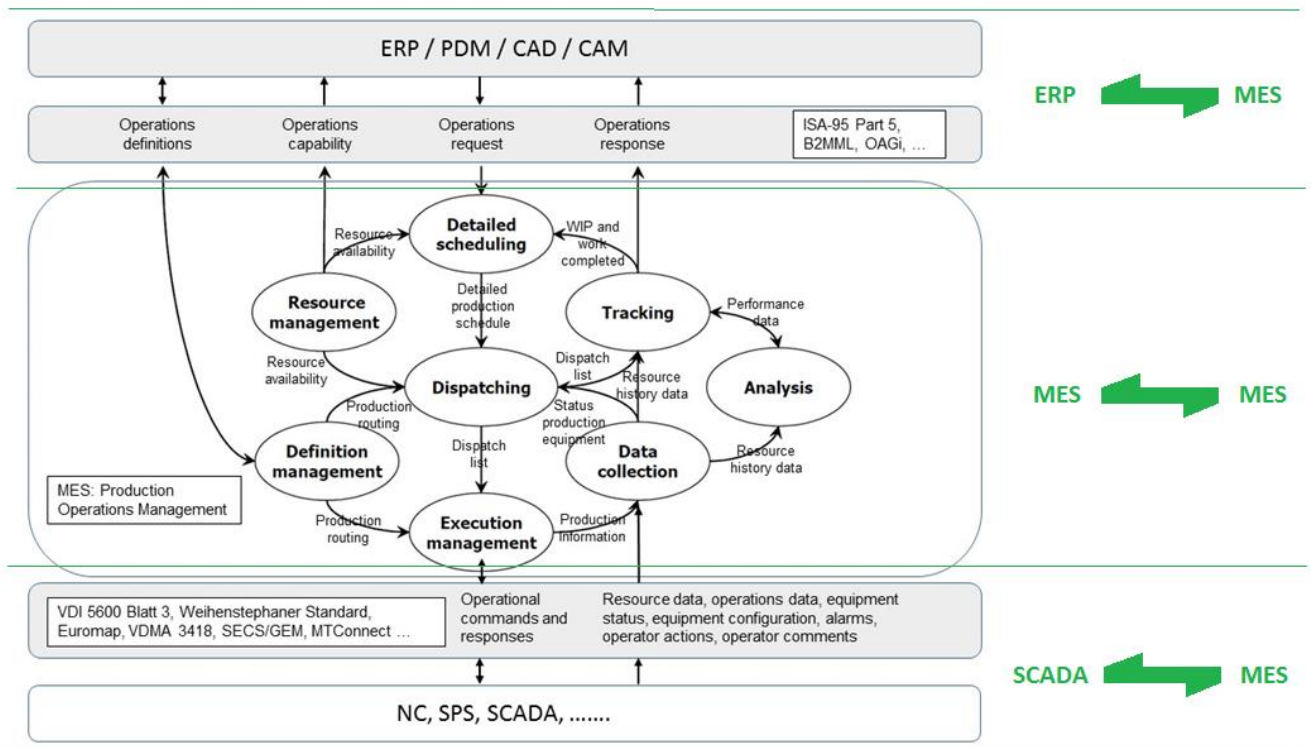 ERP / PDM / CAD / CAM
ERP
MES
Operations
definitions
Operations
capability
Operations
request
Operations
response
ISA-95 Part 5,
B2MML, OAGi, ...
Detailed
scheduling
Resource
availability
WIP and
work
completed
Resource
management
Detailed
production
schedule
Tracking
Performance
data
Resource
availability
Dispatching
Dispatch
list
Resource
history data
Analysis
MES
MES
Production
routing
Status
production
equipment
Definition
management
Dispatch
list
Data
collection
Resource
history data
MES: Production
Operations Management
Production
routing
Execution
management
Production
Information
VDI 5600 Blatt 3, Weihenstephaner Standard,
Euromap, VDMA 3418, SECS/GEM, MTConnect ...
Operational
commands and
responses
Resource data, operations data, equipment
status, equipment configuration, alarms,
operator actions, operator comments
SCADA
MES
NC, SPS, SCADA, .......